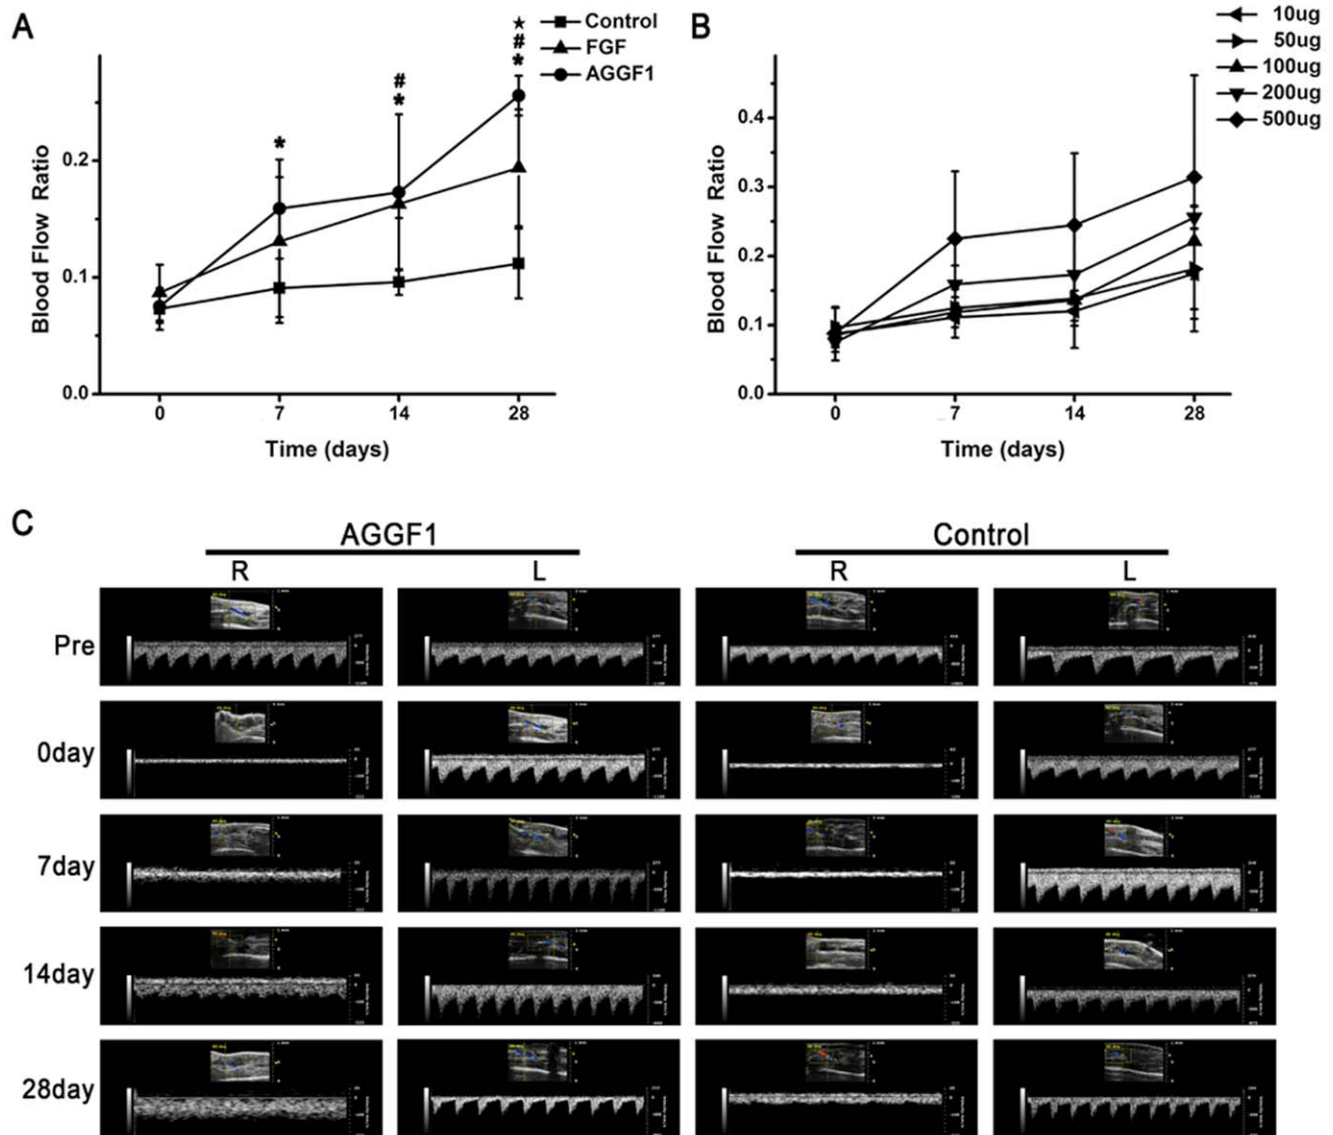 A
★
#
*
#
*
*
Control
FGF
AGGF1
Blood Flow Ratio
0.2
0.1
0.0
0 7 14 28
Time (days)
B
10ug
50ug
100ug
200ug
500ug
Blood Flow Ratio
0.4
0.3
0.2
0.1
0.0
0 7 14 28
Time (days)
C
AGGF1 Control
R L R L
Pre
0day
7day
14day
28day